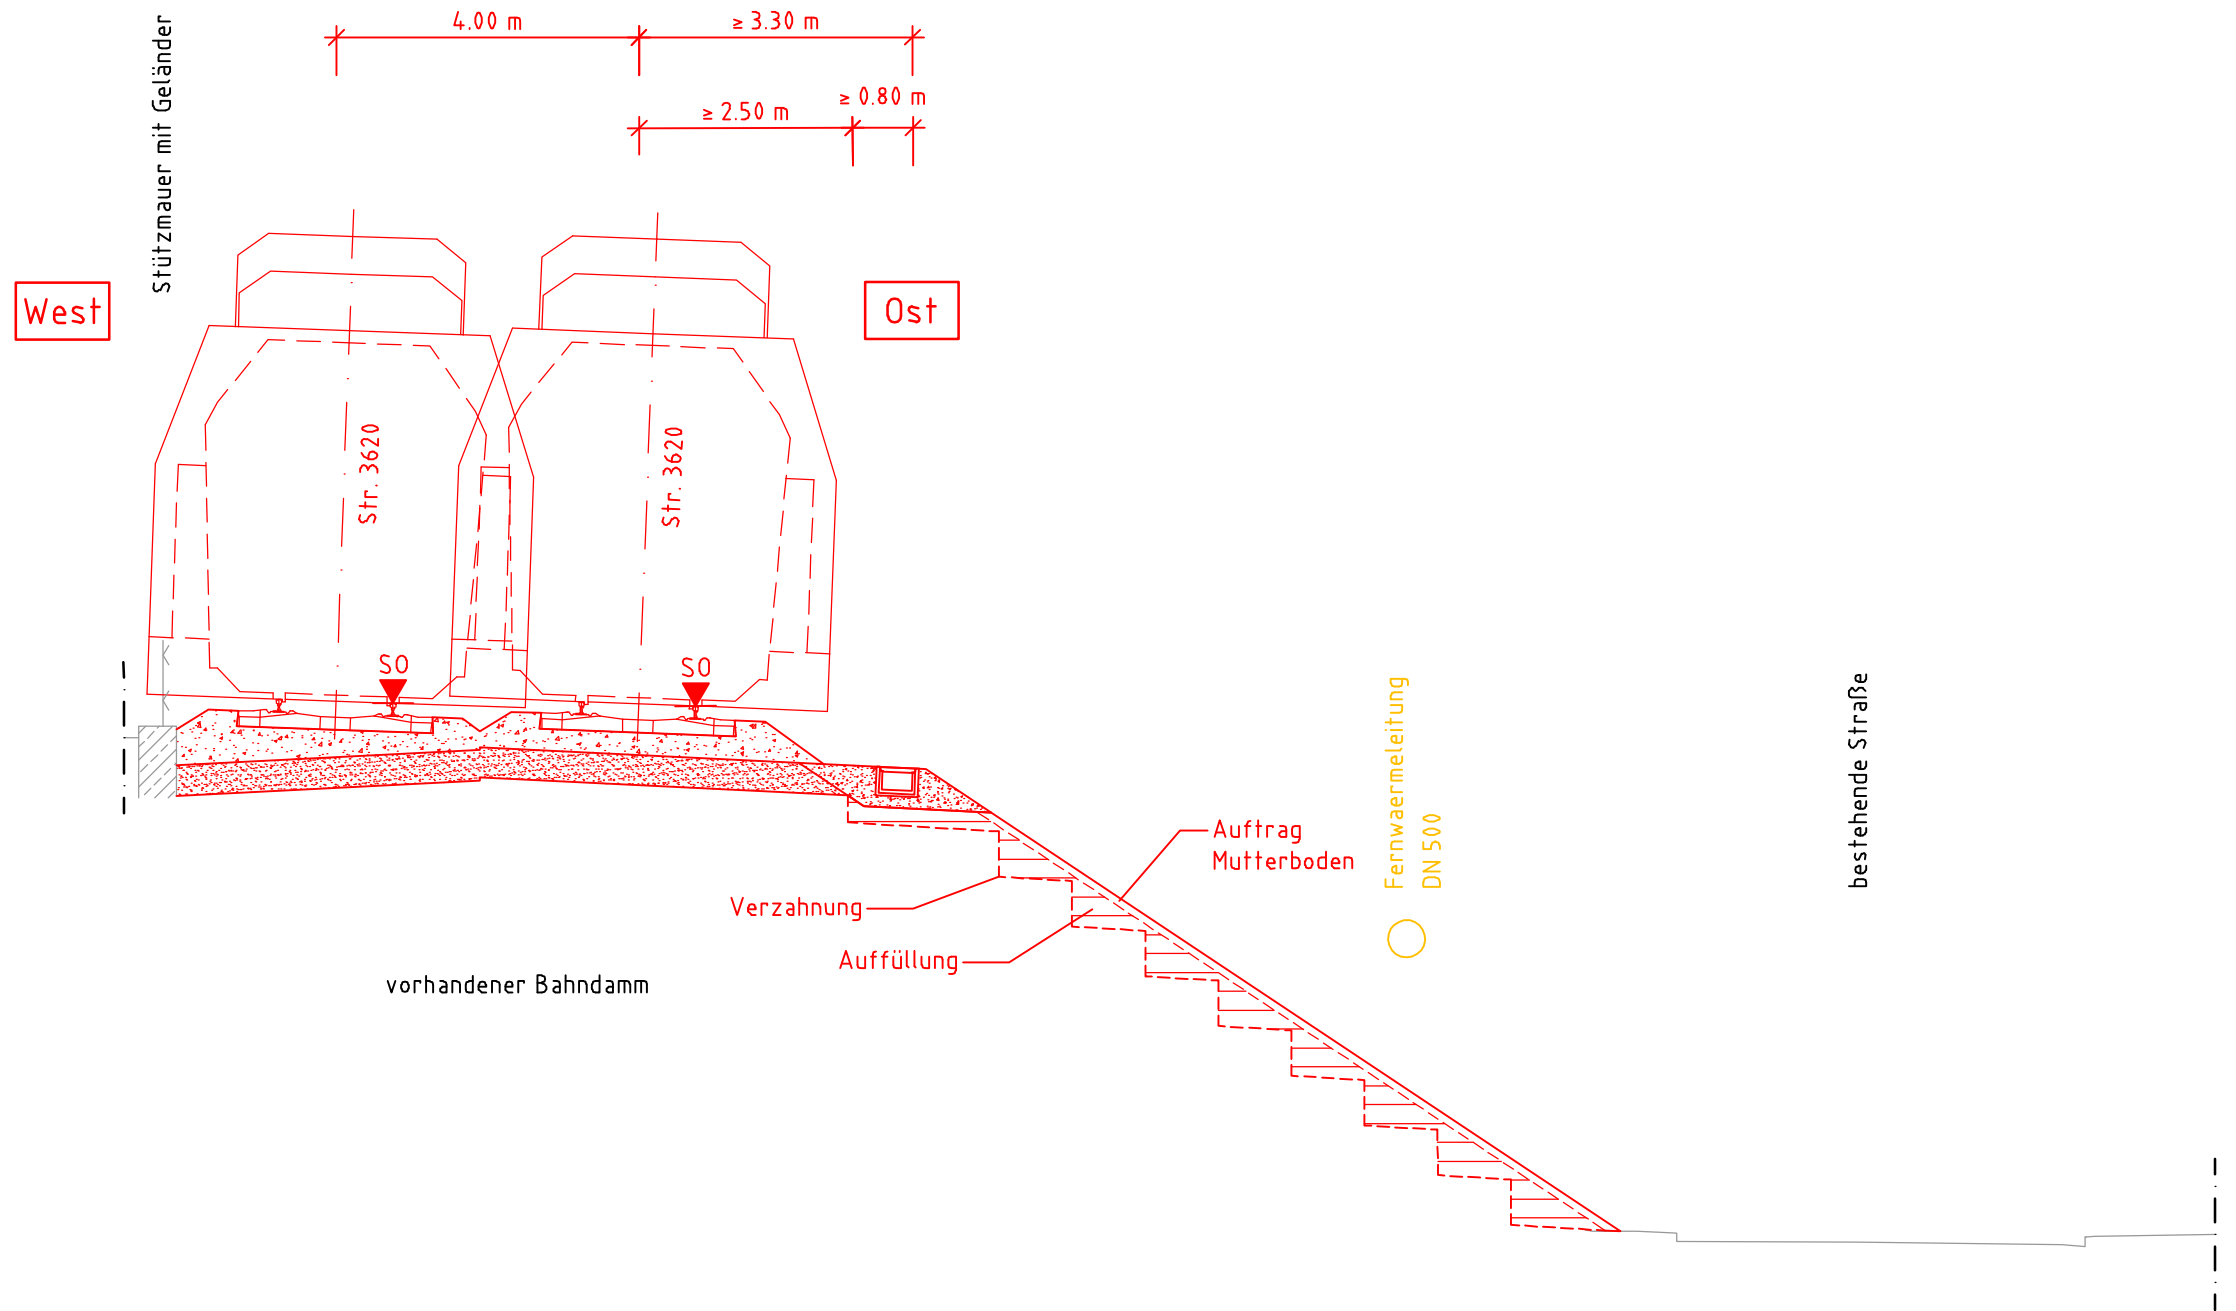 4.00 m
≥ 3.30 m
≥ 0.80 m
≥ 2.50 m
Stützmauer mit Geländer
West
Ost
Str. 3620
Str. 3620
SO
SO
Fernwaermeleitung
DN 500
bestehende Straße
Auftrag
Mutterboden
Verzahnung
Auffüllung
vorhandener Bahndamm